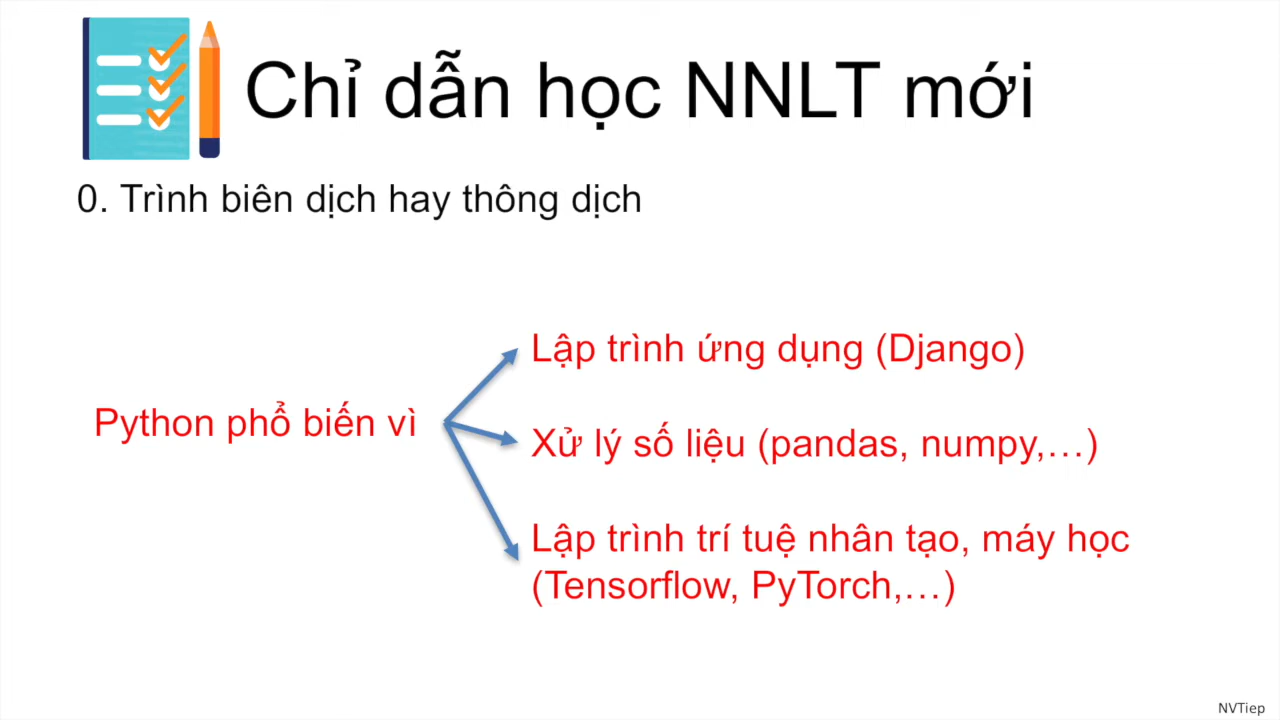 Chỉ dẫn học NNLT mới
0. Trình biên dịch hay thông dịch
Python phổ biến vì
Lập trình ứng dụng (Django)
Xử lý số liệu (pandas, numpy,…)
Lập trình trí tuệ nhân tạo, máy học
(Tensorflow, PyTorch,…)
NVTiep